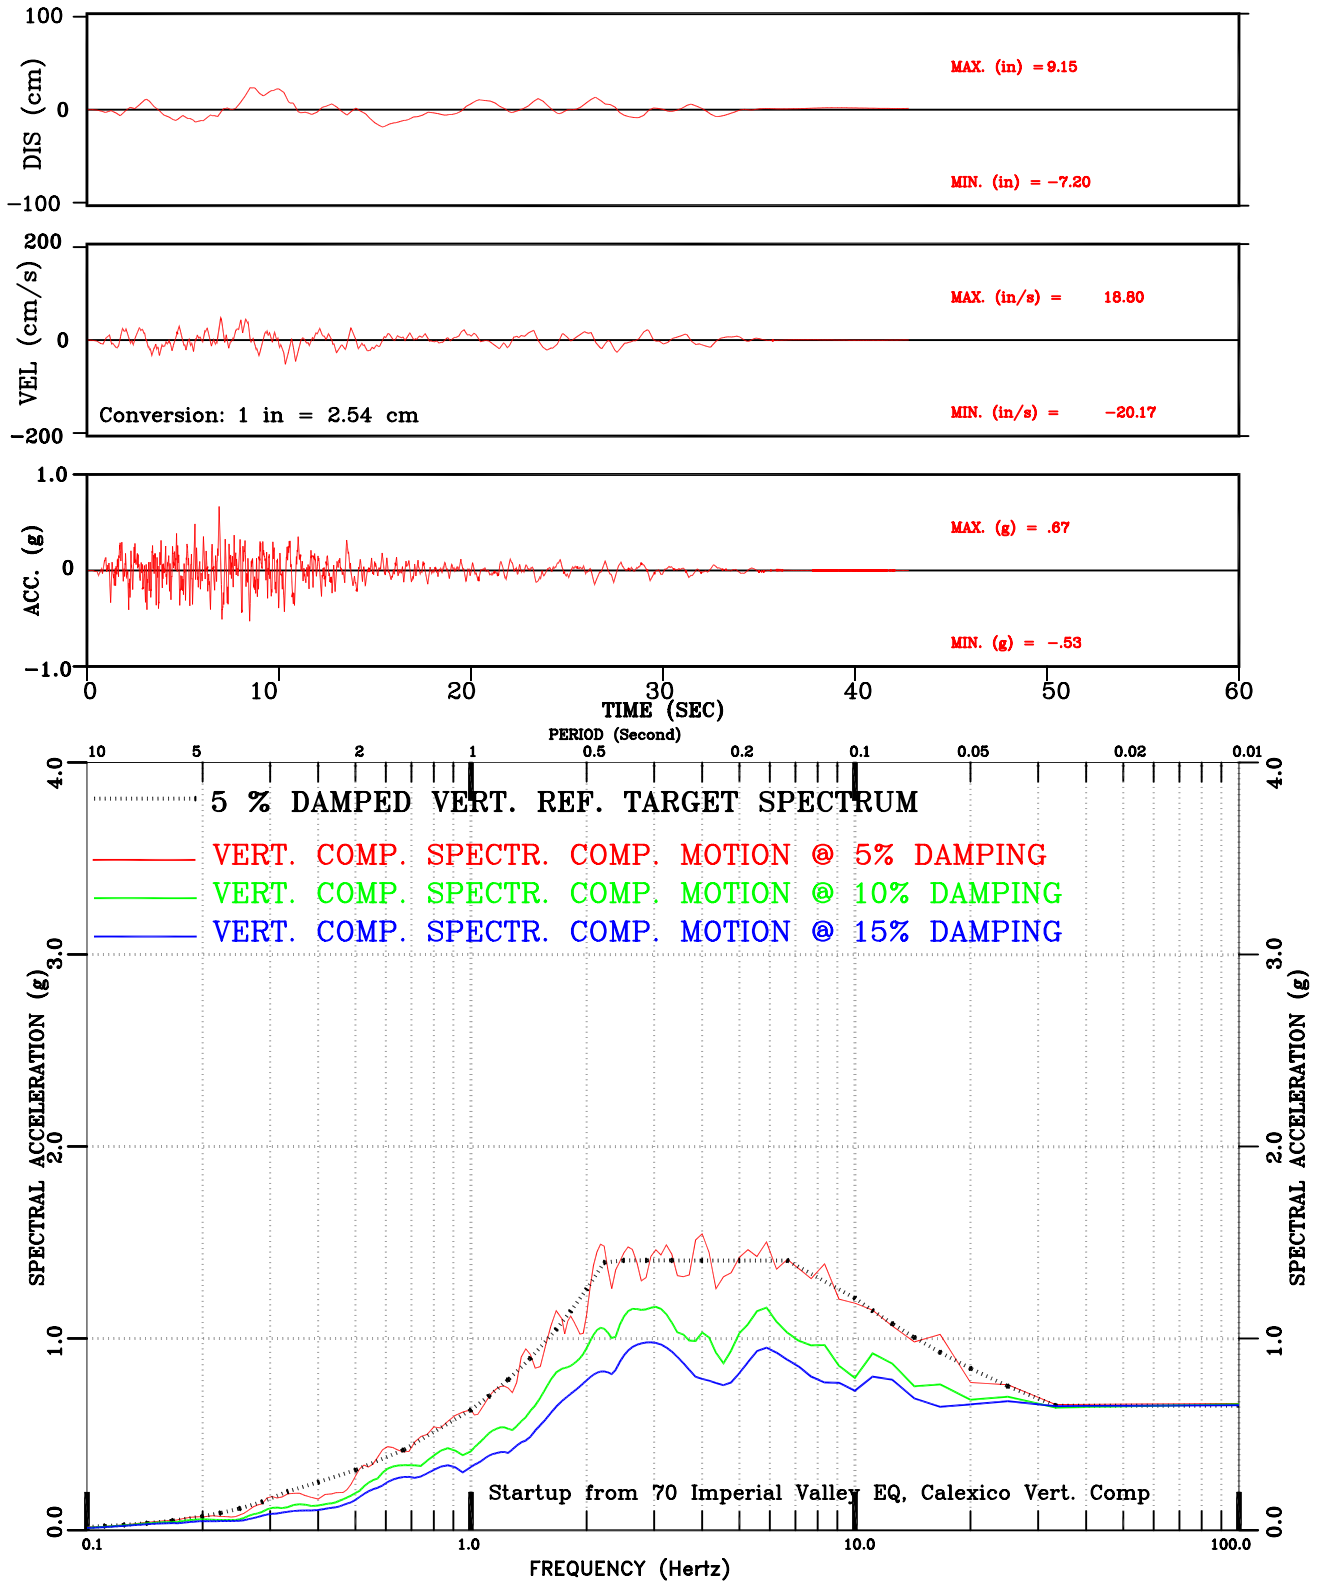 100
DIS (cm)
0
-100
MAX. (in) =9.15
MIN. (in) = -7.20
200
VEL (cm/s)
0
-200
MAX. (in/s) = 18.80
MIN. (in/s) = -20.17
Conversion: 1 in = 2.54 cm
1.0
ACC. (g)
0
-1.0
MAX. (g) = .67
MIN. (g) = -.53
0 10 20 30 40 50 60
TIME (SEC)
PERIOD (Second)
10 5 2 1 0.5 0.2 0.1 0.05 0.02 0.01
5 % DAMPED VERT. REF. TARGET SPECTRUM
VERT. COMP. SPECTR. COMP. MOTION @ 5% DAMPING
VERT. COMP. SPECTR. COMP. MOTION @ 10% DAMPING
VERT. COMP. SPECTR. COMP. MOTION @ 15% DAMPING
4.0 4.0
3.0 3.0
2.0 2.0
1.0 1.0
0.0 0.0
SPECTRAL ACCELERATION (g)
SPECTRAL ACCELERATION (g)
Startup from 70 Imperial Valley EQ, Calexico Vert. Comp
0.1 1.0 10.0 100.0
FREQUENCY (Hertz)